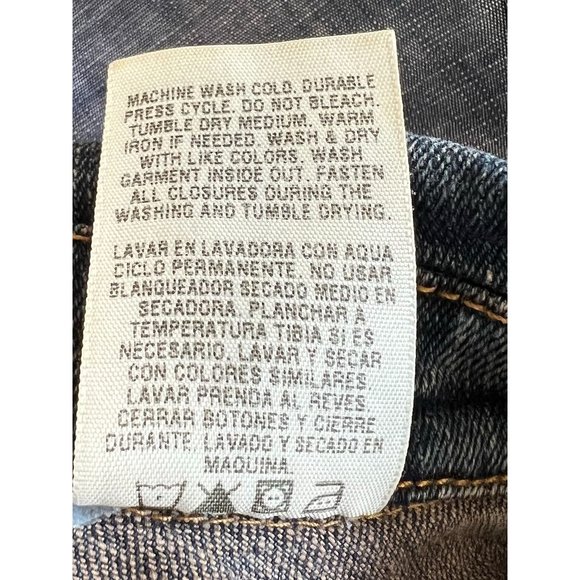 MACHINE WASH COLD. DURABLE
PRESS CYCLE. DO NOT BLEACH.
TUMBLE DRY MEDIUM. WARM
IRON IF NEEDED. WASH & DRY
WITH LIKE COLORS. WASH
GARMENT INSIDE OUT. FASTEN
ALL CLOSURES DURING THE
WASHING AND TUMBLE DRYING.
LAVAR EN LAVADORA CON AQUA
CICLO PERMANENTE. NO USAR
BLANQUEADOR SECADO MEDIO EN
SECADORA. PLANCHAR A
TEMPERATURA TIBIA SI ES
NECESARIO. LAVAR Y SECAR
CON COLORES SIMILARES.
LAVAR PRENDA AL REVES.
CERRAR BOTONES Y CIERRE
DURANTE. LAVADO Y SECADO EN
MAQUINA.